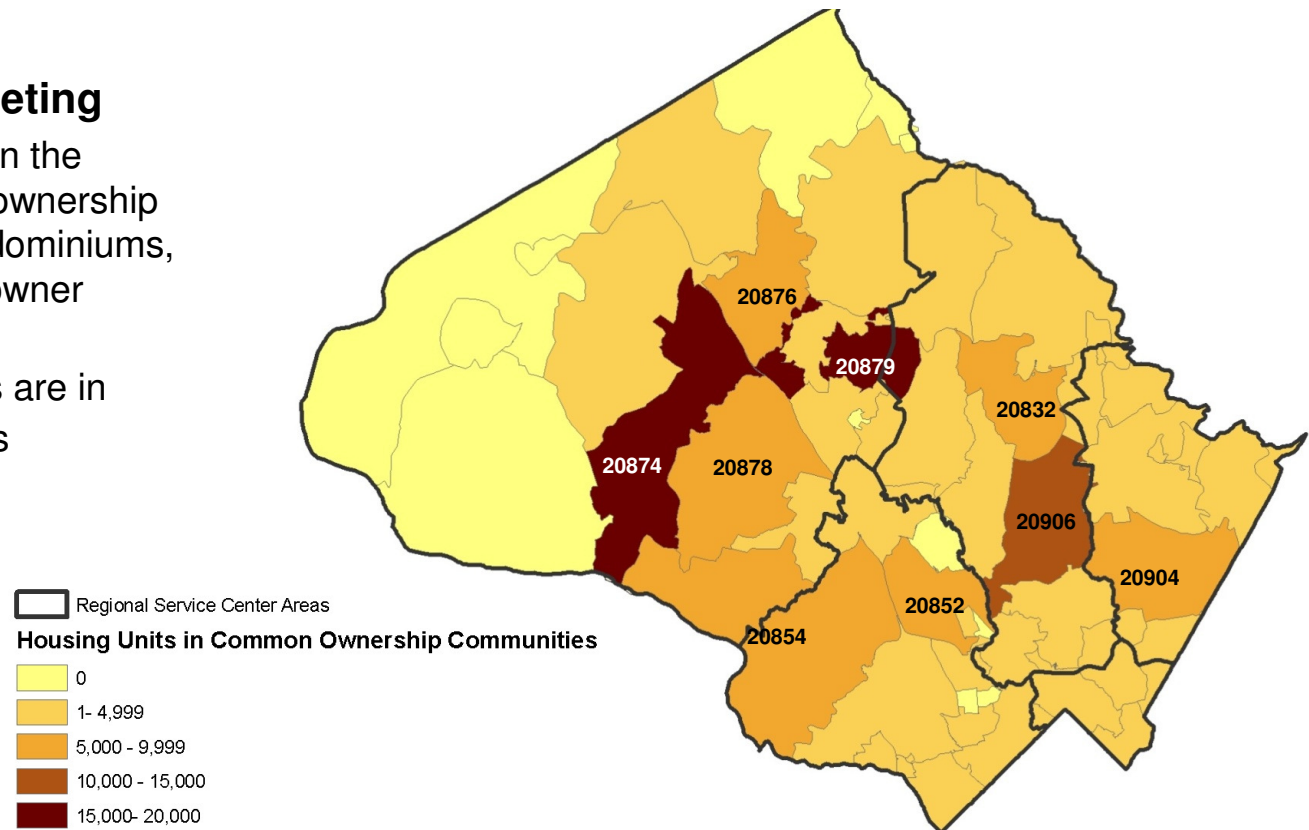 eting
n the
ownership
dominiums,
owner
s are in
s
20876
20879
20832
20874
20878
20906
20904
20852
20854
Regional Service Center Areas
Housing Units in Common Ownership Communities
0
1- 4,999
5,000 - 9,999
10,000 - 15,000
15,000- 20,000